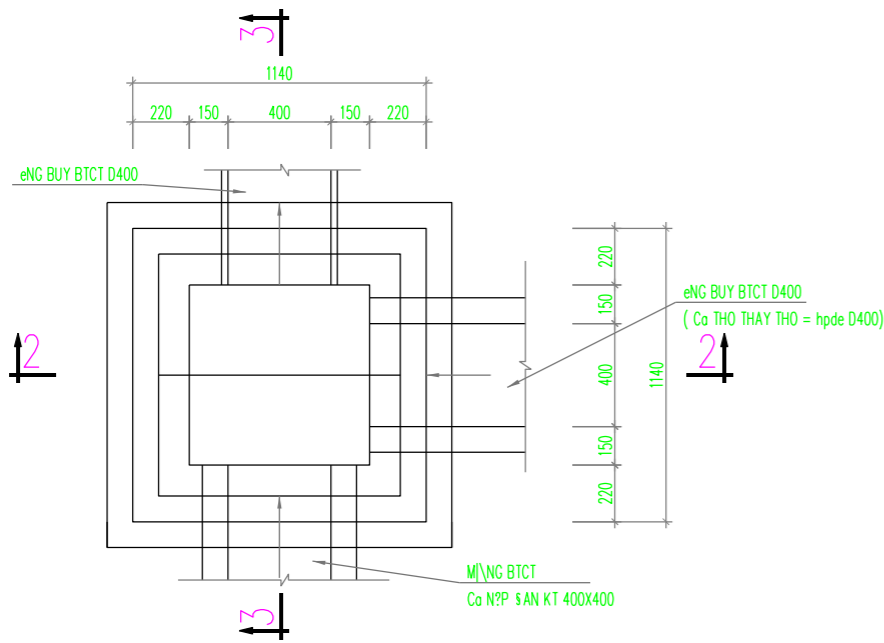 3
1140
220 150 400 150 220
eNG BUY BTCT D400
220
150
400
150
220
1140
eNG BUY BTCT D400
( Ca THO THAY THO = hpde D400)
2
2
M|\NG BTCT
Ca N?P §AN KT 400X400
3